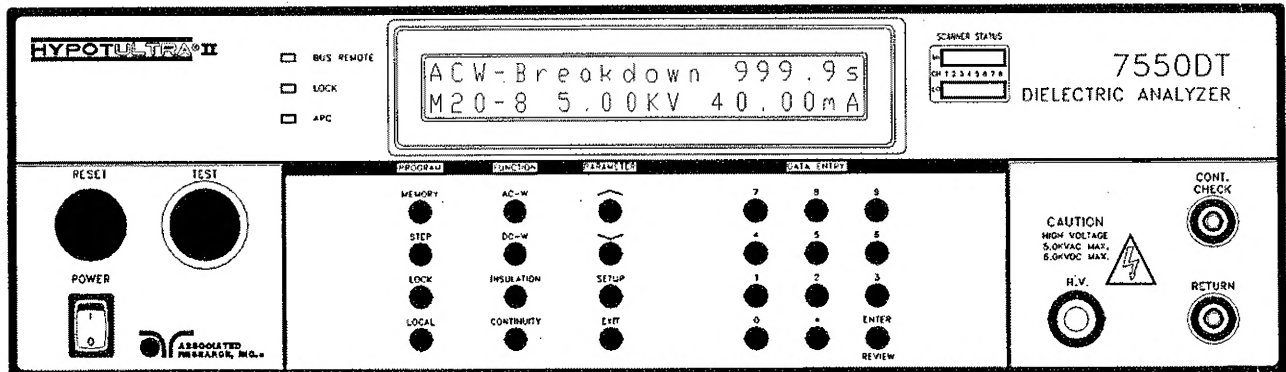 HYPOTULTRA® II
BUS REMOTE
LOCK
APC
ACW-Breakdown 999.9s
M20-8 5.00KV 40.00mA
SCANNER STATUS
HI
CH 1 2 3 4 5 6 7 8
LO
7550DT
DIELECTRIC ANALYZER
RESET
TEST
POWER
I
0
ASSOCIATED
RESEARCH, INC.
PROGRAM
FUNCTION
PARAMETER
DATA ENTRY
MEMORY
AC-W
7
8
9
STEP
DC-W
4
5
6
LOCK
INSULATION
SETUP
1
2
3
LOCAL
CONTINUITY
EXIT
0
ENTER
REVIEW
CAUTION
HIGH VOLTAGE
5.0KVAC MAX.
6.0KVDC MAX.
H.V.
CONT.
CHECK
RETURN